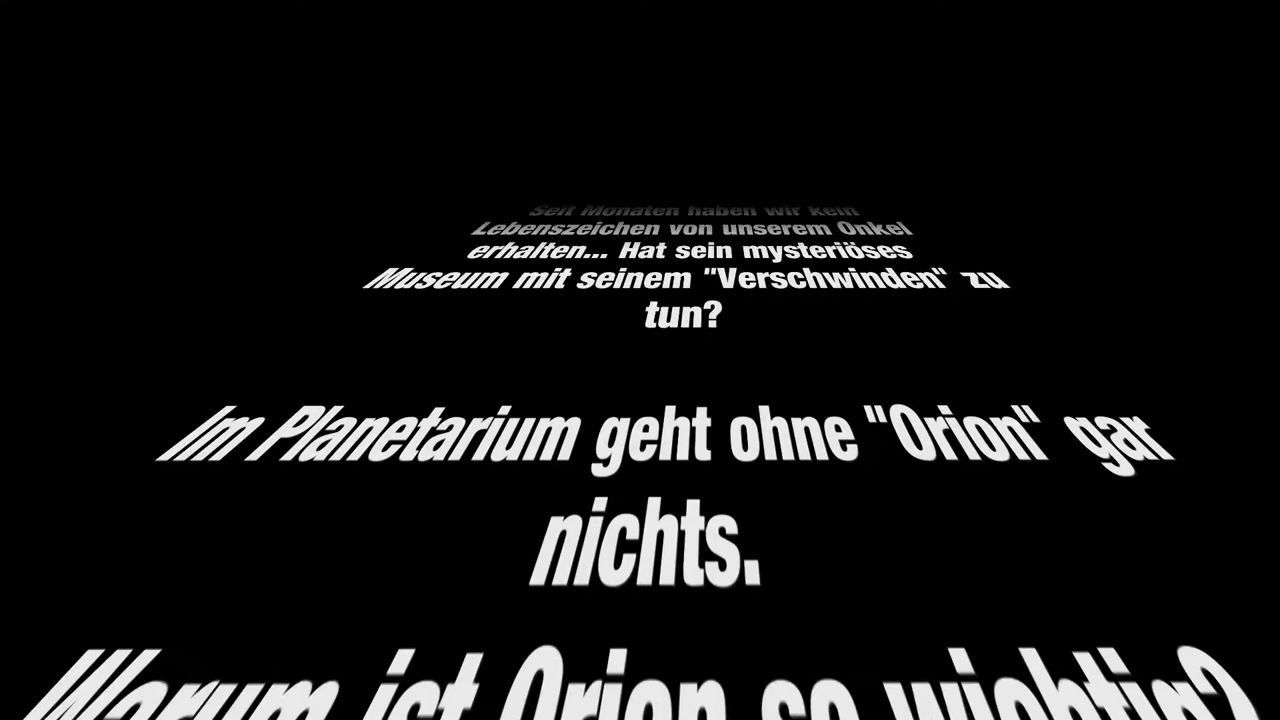 Seit Monaten haben wir kein
Lebenszeichen von unserem Onkel
erhalten... Hat sein mysteriöses
Museum mit seinem "Verschwinden" zu
tun?
Im Planetarium geht ohne "Orion" gar
nichts.
Warum ist Orion so wichtig?